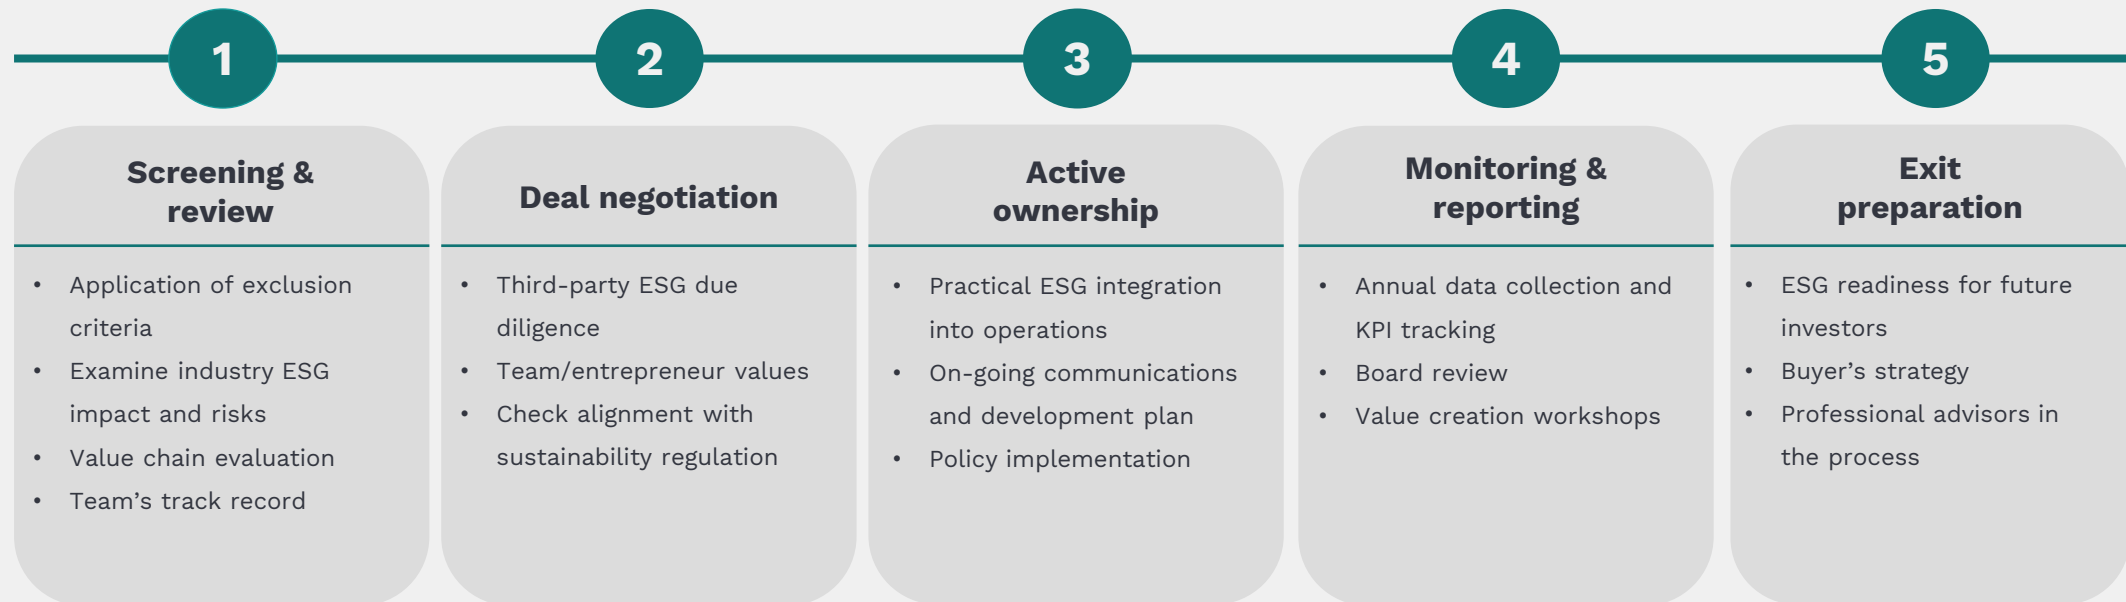 1
Screening &
review
• Application of exclusion
criteria
• Examine industry ESG
impact and risks
• Value chain evaluation
• Team’s track record
2
Deal negotiation
• Third-party ESG due
diligence
• Team/entrepreneur values
• Check alignment with
sustainability regulation
3
Active
ownership
• Practical ESG integration
into operations
• On-going communications
and development plan
• Policy implementation
4
Monitoring &
reporting
• Annual data collection and
KPI tracking
• Board review
• Value creation workshops
5
Exit
preparation
• ESG readiness for future
investors
• Buyer’s strategy
• Professional advisors in
the process